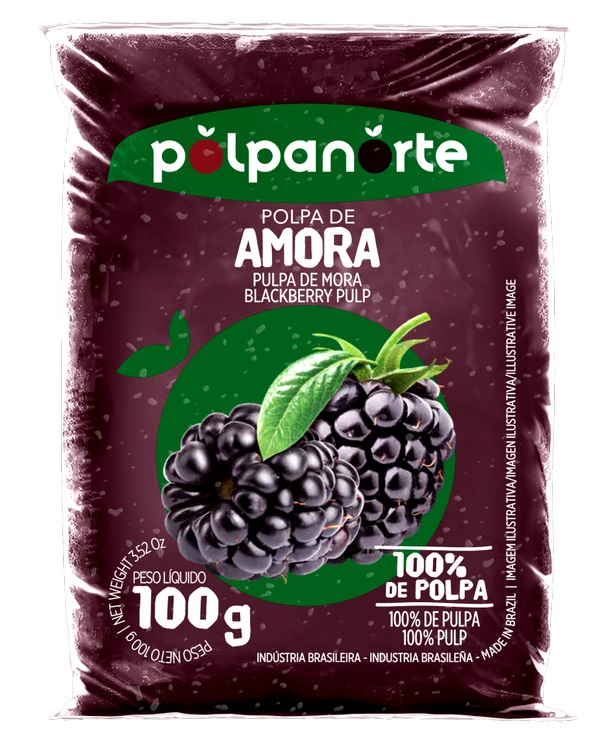 polpanorte
POLPA DE
AMORA
PULPA DE MORA
BLACKBERRY PULP
IMAGEM ILUSTRATIVA/IMAGEN ILUSTRATIVA/ILLUSTRATIVE IMAGE
NET WEIGHT 3.52 Oz
PESO LÍQUIDO
100g
PESO NETO 100g |
100%
DE POLPA
100% DE PULPA
100% PULP
INDÚSTRIA BRASILEIRA - INDUSTRIA BRASILEÑA - MADE IN BRAZIL |